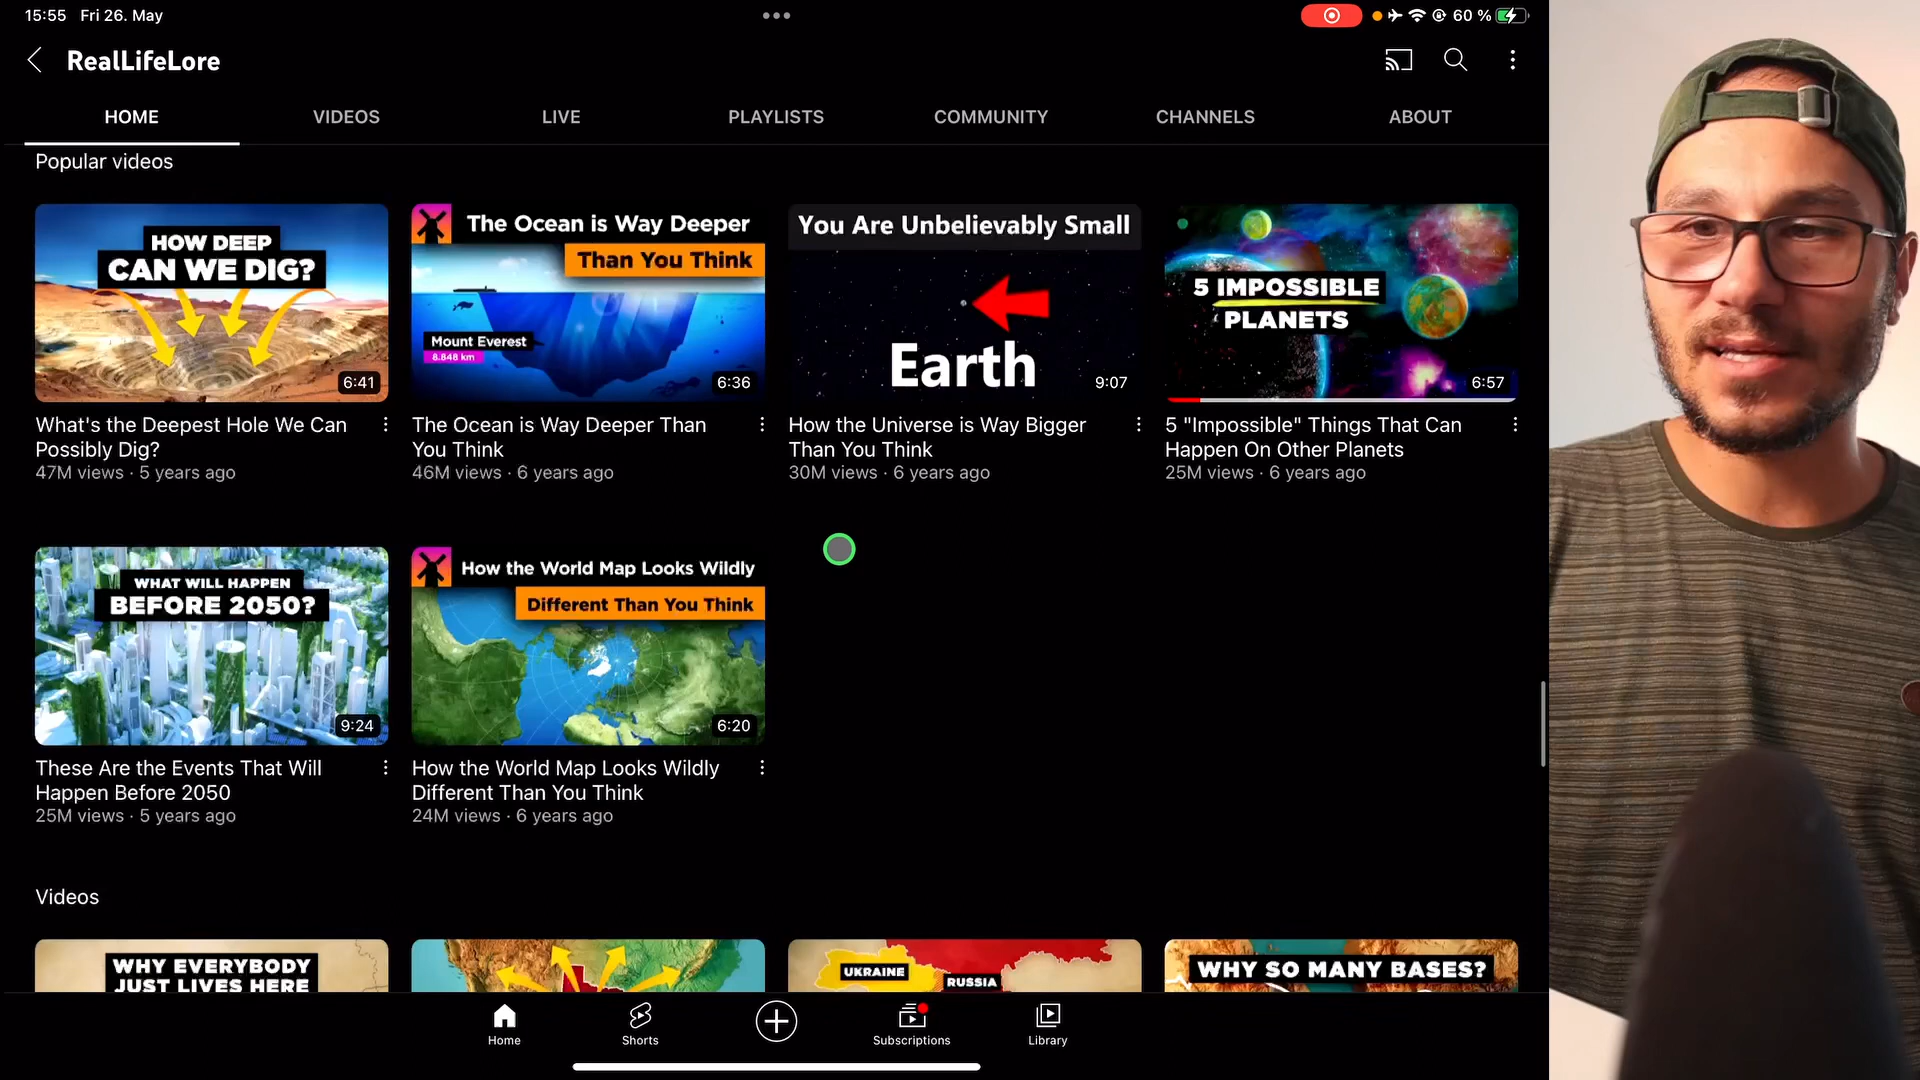 15:55 Fri 26. May
60 %
RealLifeLore
HOME VIDEOS LIVE PLAYLISTS COMMUNITY CHANNELS ABOUT
Popular videos
HOW DEEP
CAN WE DIG?
6:41
What's the Deepest Hole We Can
Possibly Dig?
47M views · 5 years ago
The Ocean is Way Deeper
Than You Think
Mount Everest
8.848 km
6:36
The Ocean is Way Deeper Than
You Think
46M views · 6 years ago
You Are Unbelievably Small
Earth
9:07
How the Universe is Way Bigger
Than You Think
30M views · 6 years ago
5 IMPOSSIBLE
PLANETS
6:57
5 "Impossible" Things That Can
Happen On Other Planets
25M views · 6 years ago
WHAT WILL HAPPEN
BEFORE 2050?
9:24
These Are the Events That Will
Happen Before 2050
25M views · 5 years ago
How the World Map Looks Wildly
Different Than You Think
6:20
How the World Map Looks Wildly
Different Than You Think
24M views · 6 years ago
Videos
WHY EVERYBODY
JUST LIVES HERE
UKRAINE
RUSSIA
WHY SO MANY BASES?
Home
Shorts
Subscriptions
Library